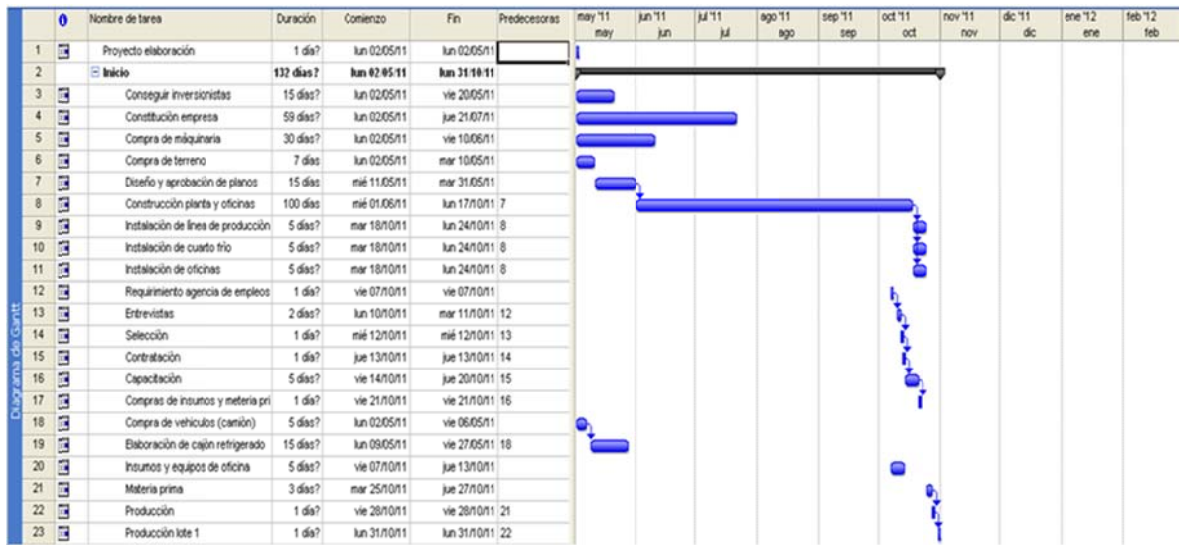 Nombre de tarea Duración Comienzo Fin Predecesoras may '11 jun '11 jul '11 ago '11 sep '11 oct '11 nov '11 dic '11 ene '12 feb '12
may jun jul ago sep oct nov dic ene feb
1 Proyecto elaboración 1 día? lun 02/05/11 lun 02/05/11
2 Inicio 132 días? lun 02/05/11 lun 31/10/11
3 Conseguir inversionistas 15 días? lun 02/05/11 vie 20/05/11
4 Constitución empresa 59 días? lun 02/05/11 jue 21/07/11
5 Compra de máquinaria 30 días? lun 02/05/11 vie 10/06/11
6 Compra de terreno 7 días lun 02/05/11 mar 10/05/11
7 Diseño y aprobación de planos 15 días mié 11/05/11 mar 31/05/11
8 Construcción planta y oficinas 100 días mié 01/06/11 lun 17/10/11 7
9 Instalación de línea de producción 5 días? mar 18/10/11 lun 24/10/11 8
10 Instalación de cuarto frío 5 días? mar 18/10/11 lun 24/10/11 8
11 Instalación de oficinas 5 días? mar 18/10/11 lun 24/10/11 8
12 Requirimiento agencia de empleos 1 día? vie 07/10/11 vie 07/10/11
13 Entrevistas 2 días? lun 10/10/11 mar 11/10/11 12
14 Selección 1 día? mié 12/10/11 mié 12/10/11 13
15 Contratación 1 día? jue 13/10/11 jue 13/10/11 14
16 Capacitación 5 días? vie 14/10/11 jue 20/10/11 15
17 Compras de insumos y meteria pri 1 día? vie 21/10/11 vie 21/10/11 16
18 Compra de vehiculos (camión) 5 días? lun 02/05/11 vie 06/05/11
19 Elaboración de cajón refrigerado 15 días? lun 09/05/11 vie 27/05/11 18
20 Insumos y equipos de oficina 5 días? vie 07/10/11 jue 13/10/11
21 Materia prima 3 días? mar 25/10/11 jue 27/10/11
22 Producción 1 día? vie 28/10/11 vie 28/10/11 21
23 Producción lote 1 1 día? lun 31/10/11 lun 31/10/11 22
Diagrama de Gantt